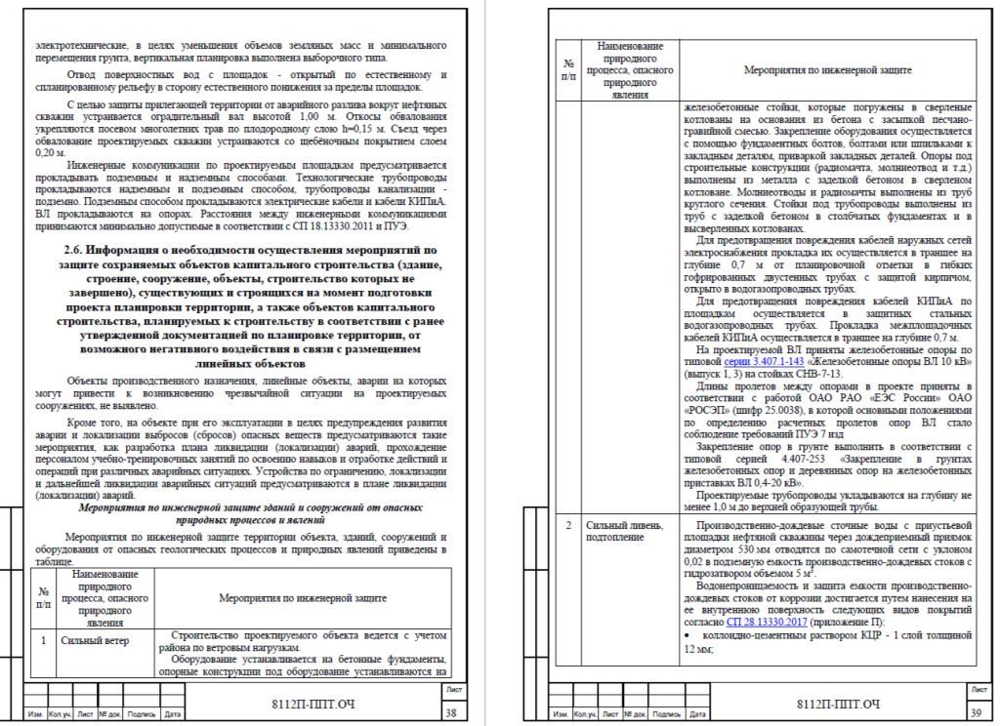 электротехнические, в целях уменьшения объемов земляных масс и минимального
перемещения грунта, вертикальная планировка выполнена выборочного типа.
Отвод поверхностных вод с площадок - открытый по естественному и
спланированному рельефу в сторону естественного понижения за пределы площадок.
С целью защиты прилегающей территории от аварийного разлива вокруг нефтяных
скважин устраивается оградительный вал высотой 1,00 м. Откосы обвалования
укрепляются посевом многолетних трав по плодородному слою h=0,15 м. Съезд через
обвалование проектируемых скважин устраиваются со щебёночным покрытием слоем
0,20 м.
Инженерные коммуникации по проектируемым площадкам предусматривается
прокладывать подземным и надземным способами. Технологические трубопроводы
прокладываются надземным и подземным способом, трубопроводы канализации -
подземно. Подземным способом прокладываются электрические кабели и кабели КИПиА.
ВЛ прокладываются на опорах. Расстояния между инженерными коммуникациями
принимаются минимально допустимые в соответствии с СП 18.13330.2011 и ПУЭ.
2.6. Информация о необходимости осуществления мероприятий по
защите сохраняемых объектов капитального строительства (здание,
строение, сооружение, объекты, строительство которых не
завершено), существующих и строящихся на момент подготовки
проекта планировки территории, а также объектов капитального
строительства, планируемых к строительству в соответствии с ранее
утвержденной документацией по планировке территории, от
возможного негативного воздействия в связи с размещением
линейных объектов
Объекты производственного назначения, линейные объекты, аварии на которых
могут привести к возникновению чрезвычайной ситуации на проектируемых
сооружениях, не выявлено.
Кроме того, на объекте при его эксплуатации в целях предупреждения развития
аварии и локализации выбросов (сбросов) опасных веществ предусматриваются такие
мероприятия, как разработка плана ликвидации (локализации) аварий, прохождение
персоналом учебно-тренировочных занятий по освоению навыков и отработке действий и
операций при различных аварийных ситуациях. Устройства по ограничению, локализации
и дальнейшей ликвидации аварийных ситуаций предусматриваются в плане ликвидации
(локализации) аварий.
Мероприятия по инженерной защите зданий и сооружений от опасных
природных процессов и явлений
Мероприятия по инженерной защите территории объекта, зданий, сооружений и
оборудования от опасных геологических процессов и природных явлений приведены в
таблице.
№
п/п
Наименование
природного
процесса, опасного
природного
явления
Мероприятия по инженерной защите
1
Сильный ветер
Строительство проектируемого объекта ведется с учетом
района по ветровым нагрузкам.
Оборудование устанавливается на бетонные фундаменты,
опорные конструкции под оборудование устанавливаются на
Изм. Кол.уч. Лист № док. Подпись Дата
8112П-ППТ.ОЧ
Лист
38
№
п/п
Наименование
природного
процесса, опасного
природного
явления
Мероприятия по инженерной защите
железобетонные стойки, которые погружены в сверленые
котлованы на основания из бетона с засыпкой песчано-
гравийной смесью. Закрепление оборудования осуществляется
с помощью фундаментных болтов, болтами или шпильками к
закладным деталям, приваркой закладных деталей. Опоры под
строительные конструкции (радиомачта, молниеотвод и т.д.)
выполнены из металла с заделкой бетоном в сверленом
котловане. Молниеотводы и радиомачты выполнены из труб
круглого сечения. Стойки под трубопроводы выполнены из
труб с заделкой бетоном в столбчатых фундаментах и в
высверленных котлованах.
Для предотвращения повреждения кабелей наружных сетей
электроснабжения прокладка их осуществляется в траншее на
глубине 0,7 м от планировочной отметки в гибких
гофрированных двустенных трубах с защитой кирпичом,
открыто в водогазопроводных трубах.
Для предотвращения повреждения кабелей КИПиА по
площадкам осуществляется в защитных стальных
водогазопроводных трубах. Прокладка межплощадочных
кабелей КИПиА осуществляется в траншее на глубине 0,7 м.
На проектируемой ВЛ приняты железобетонные опоры по
типовой серии 3.407.1-143 «Железобетонные опоры ВЛ 10 кВ»
(выпуск 1, 3) на стойках СНВ-7-13.
Длины пролетов между опорами в проекте приняты в
соответствии с работой ОАО РАО «ЕЭС России» ОАО
«РОСЭП» (шифр 25.0038), в которой основными положениями
по определению расчетных пролетов опор ВЛ стало
соблюдение требований ПУЭ 7 изд
Закрепление опор в грунте выполнить в соответствии с
типовой серией 4.407-253 «Закрепление в грунтах
железобетонных опор и деревянных опор на железобетонных
приставках ВЛ 0,4-20 кВ».
Проектируемые трубопроводы укладываются на глубину не
менее 1,0 м до верхней образующей трубы.
2
Сильный ливень,
подтопление
Производственно-дождевые сточные воды с приустьевой
площадки нефтяной скважины через дождеприемный приямок
диаметром 530 мм отводятся по самотечной сети с уклоном
0,02 в подземную емкость производственно-дождевых стоков с
гидрозатвором объемом 5 м³.
Водонепроницаемость и защита емкости производственно-
дождевых стоков от коррозии достигается путем нанесения на
ее внутреннюю поверхность следующих видов покрытий
согласно СП 28.13330.2017 (приложение П):
• коллоидно-цементным раствором КЦР - 1 слой толщиной
12 мм;
Изм. Кол.уч. Лист № док. Подпись Дата
8112П-ППТ.ОЧ
Лист
39